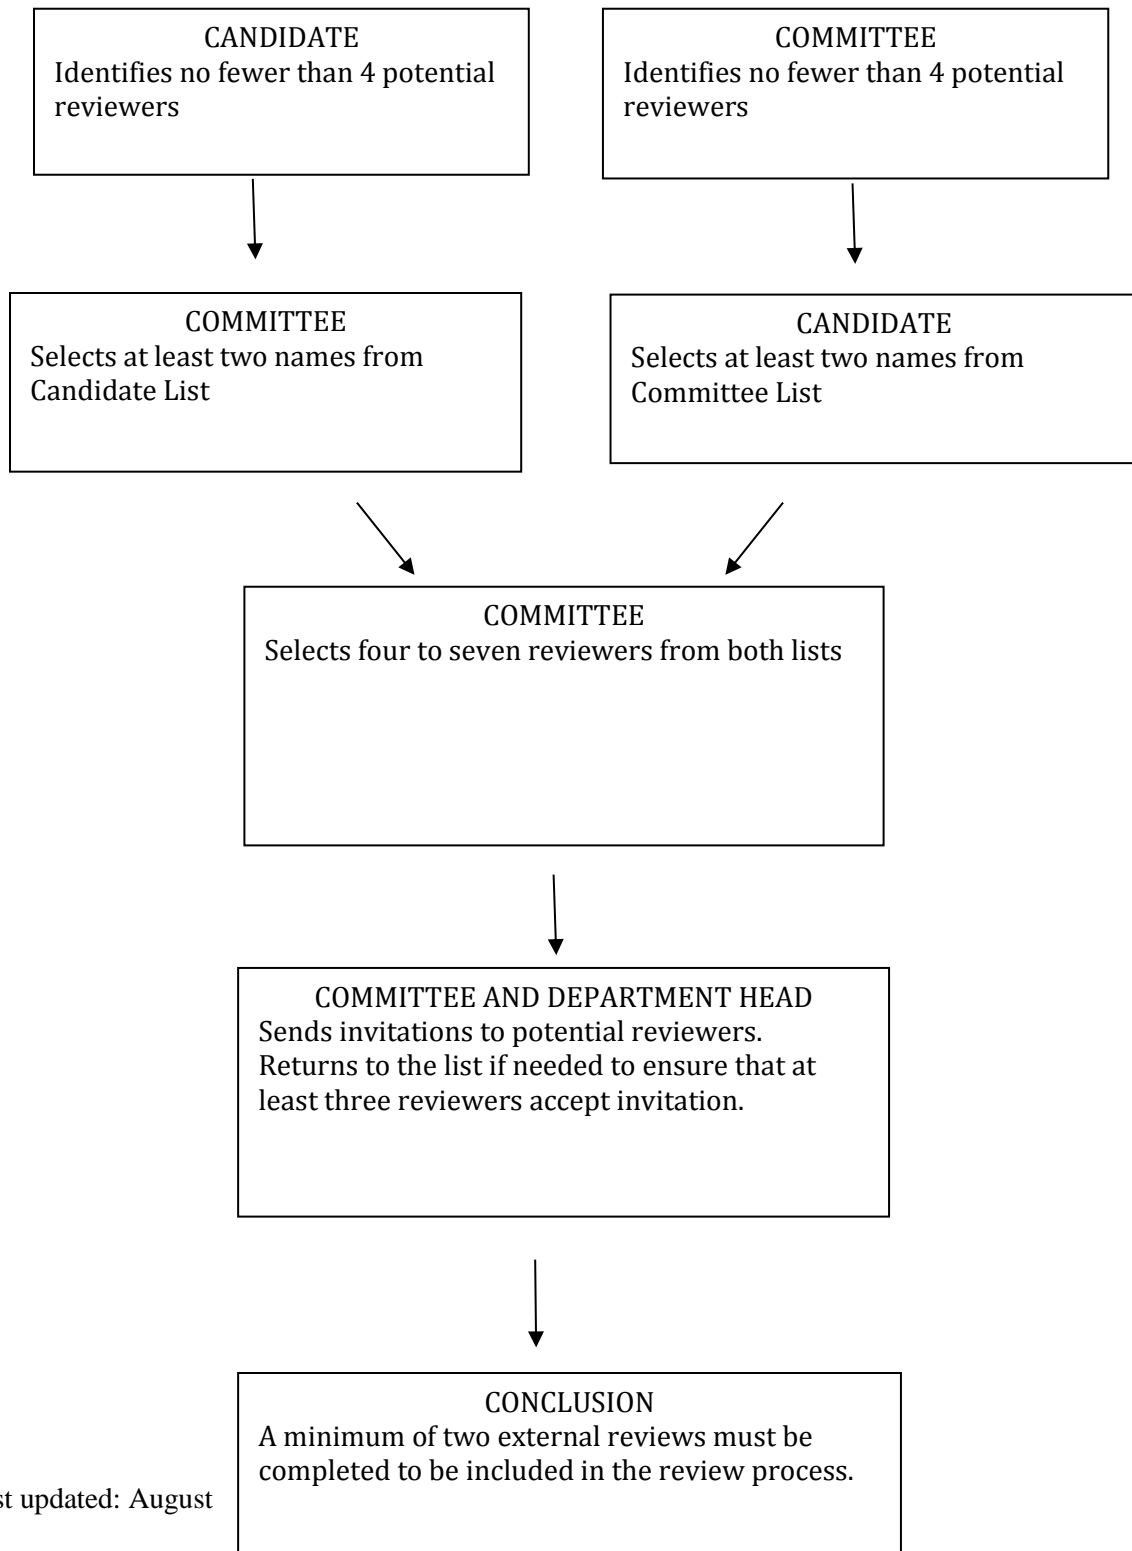 CANDIDATE
Identifies no fewer than 4 potential
reviewers
COMMITTEE
Identifies no fewer than 4 potential
reviewers
COMMITTEE
Selects at least two names from
Candidate List
CANDIDATE
Selects at least two names from
Committee List
COMMITTEE
Selects four to seven reviewers from both lists
COMMITTEE AND DEPARTMENT HEAD
Sends invitations to potential reviewers.
Returns to the list if needed to ensure that at
least three reviewers accept invitation.
CONCLUSION
A minimum of two external reviews must be
completed to be included in the review process.
updated: August